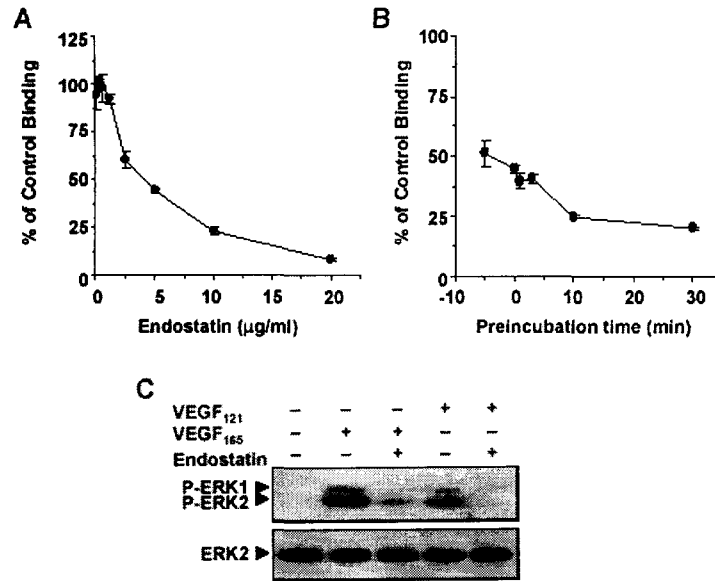 A
% of Control Binding
125
100
75
50
25
0
0 5 10 15 20
Endostatin (µg/ml)
B
% of Control Binding
100
75
50
25
0
-10 0 10 20 30
Preincubation time (min)
C
VEGF121 – – – + +
VEGF165 – + + – –
Endostatin – – + – +
P-ERK1
P-ERK2
ERK2